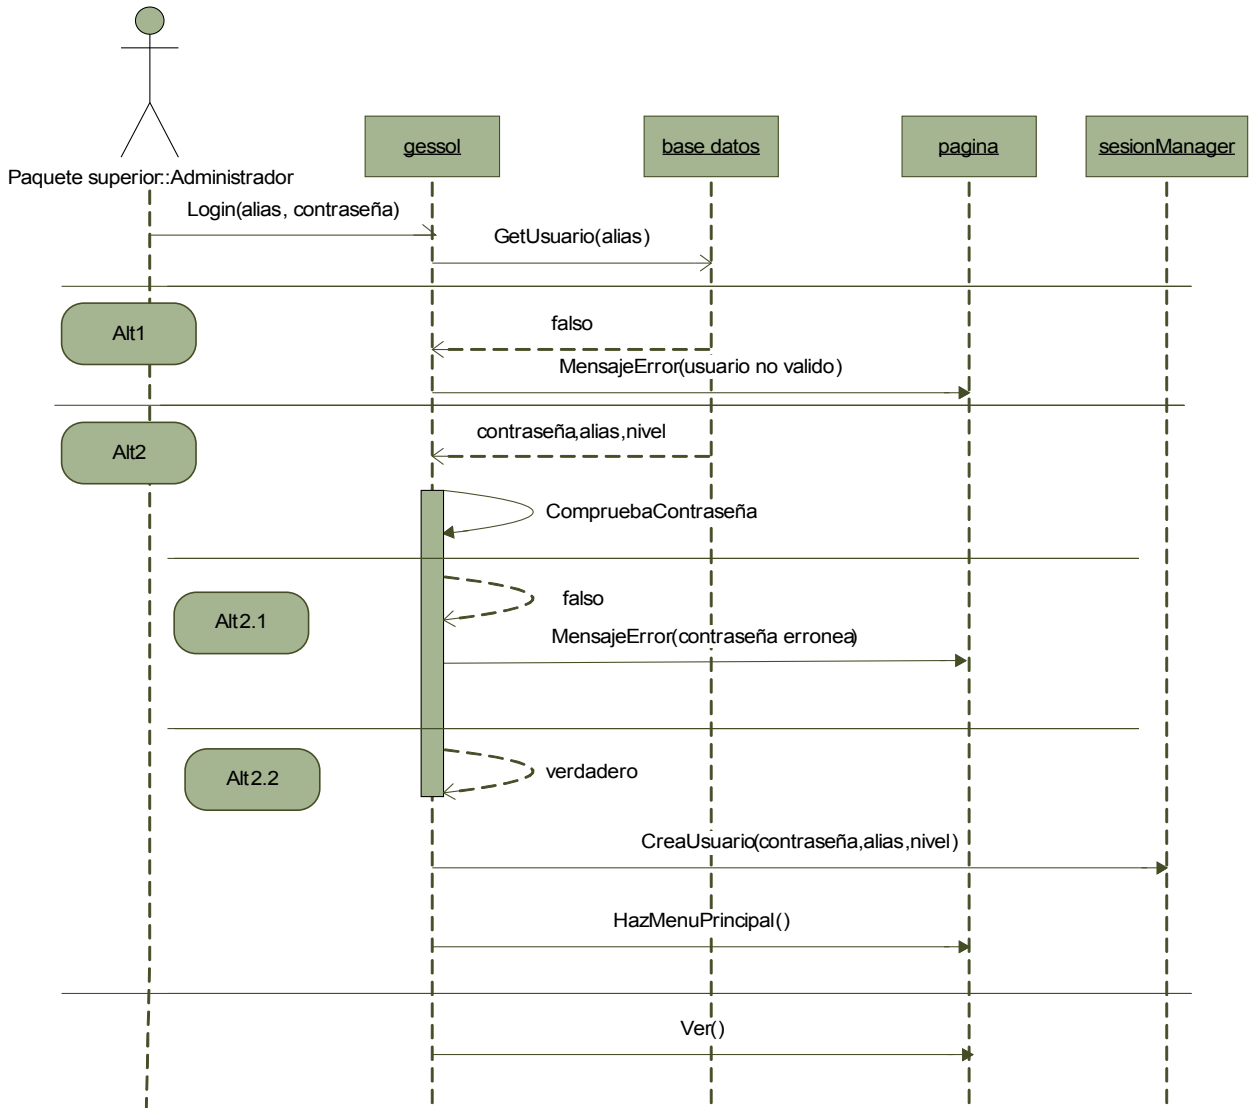 gessol
base datos
pagina
sesionManager
Paquete superior::Administrador
Login(alias, contraseña)
GetUsuario(alias)
Alt1
falso
MensajeError(usuario no valido)
Alt2
contraseña,alias,nivel
CompruebaContraseña
Alt2.1
falso
MensajeError(contraseña erronea)
Alt2.2
verdadero
CreaUsuario(contraseña,alias,nivel)
HazMenuPrincipal()
Ver()